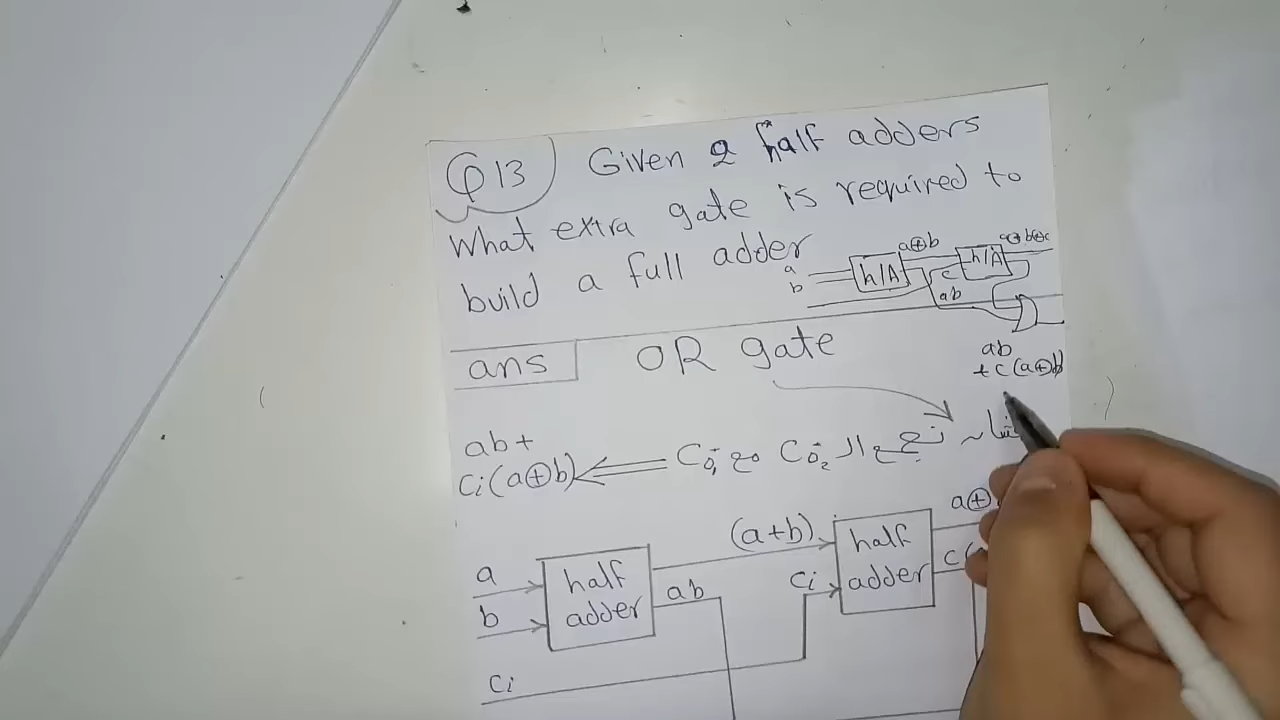 Q13 Given 2 half adders
What extra gate is required to
build a full adder
a⊕b
a⊕b⊕c
a
b
h/A
h/A
c
ab
ans OR gate
ab
+c(a⊕b)
ab+
ci(a⊕b) ⇐ Co1 مع Co2 نجمع الـ
(a+b)
a⊕
a
b
half
adder
ab
ci
half
adder
c(
ci